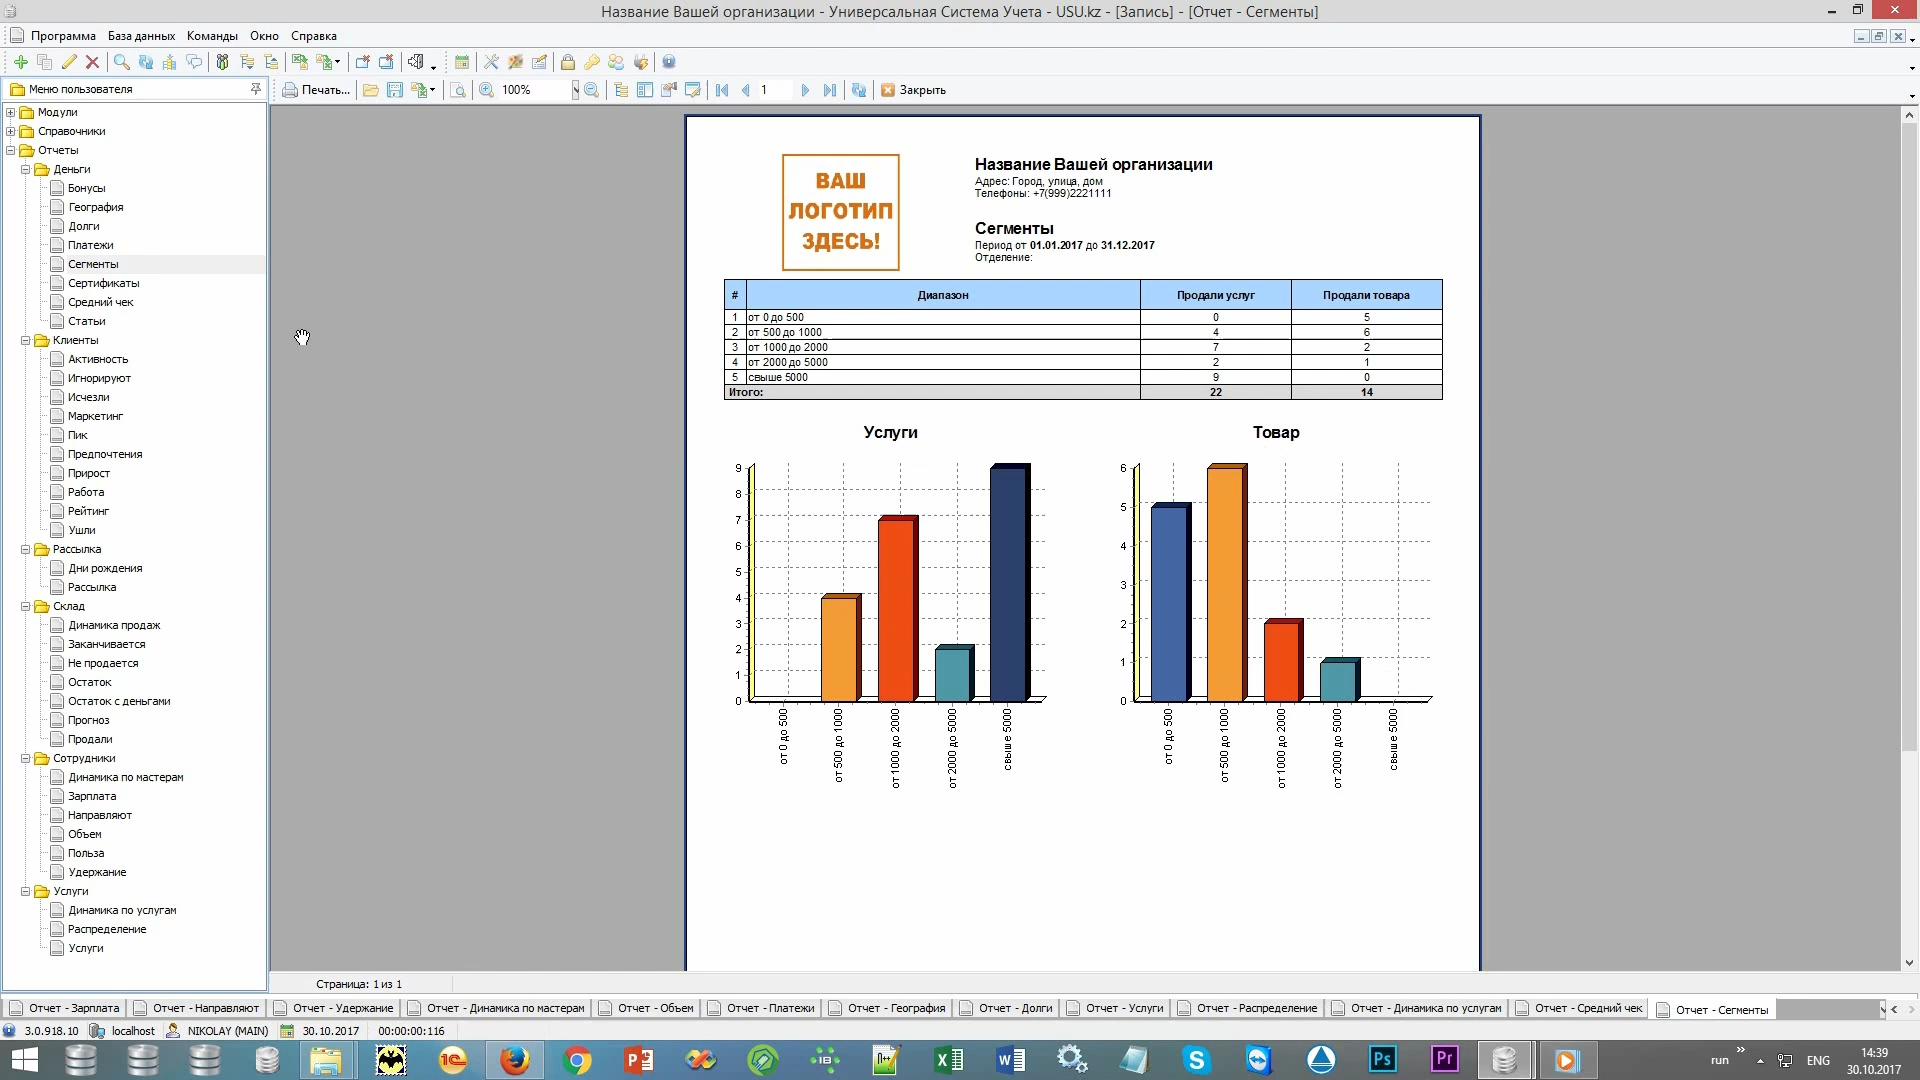 Название Вашей организации - Универсальная Система Учета - USU.kz - [Запись] - [Отчет - Сегменты]
Программа База данных Команды Окно Справка
Меню пользователя
Печать... 100% 1 Закрыть
Модули
Справочники
Отчеты
Деньги
Бонусы
География
Долги
Платежи
Сегменты
Сертификаты
Средний чек
Статьи
Клиенты
Активность
Игнорируют
Исчезли
Маркетинг
Пик
Предпочтения
Прирост
Работа
Рейтинг
Ушли
Рассылка
Дни рождения
Рассылка
Склад
Динамика продаж
Заканчивается
Не продается
Остаток
Остаток с деньгами
Прогноз
Продали
Сотрудники
Динамика по мастерам
Зарплата
Направляют
Объем
Польза
Удержание
Услуги
Динамика по услугам
Распределение
Услуги
ВАШ
ЛОГОТИП
ЗДЕСЬ!
Название Вашей организации
Адрес: Город, улица, дом
Телефоны: +7(999)2221111
Сегменты
Период от 01.01.2017 до 31.12.2017
Отделение:
# Диапазон Продали услуг Продали товара
1 от 0 до 500 0 5
2 от 500 до 1000 4 6
3 от 1000 до 2000 7 2
4 от 2000 до 5000 2 1
5 свыше 5000 9 0
Итого: 22 14
Услуги
9
8
7
6
5
4
3
2
1
0
от 0 до 500
от 500 до 1000
от 1000 до 2000
от 2000 до 5000
свыше 5000
Товар
6
5
4
3
2
1
0
от 0 до 500
от 500 до 1000
от 1000 до 2000
от 2000 до 5000
свыше 5000
Страница: 1 из 1
Отчет - Зарплата Отчет - Направляют Отчет - Удержание Отчет - Динамика по мастерам Отчет - Объем Отчет - Платежи Отчет - География Отчет - Долги Отчет - Услуги Отчет - Распределение Отчет - Динамика по услугам Отчет - Средний чек Отчет - Сегменты
3.0.918.10 localhost NIKOLAY (MAIN) 30.10.2017 00:00:00:116
run ENG 14:39
30.10.2017